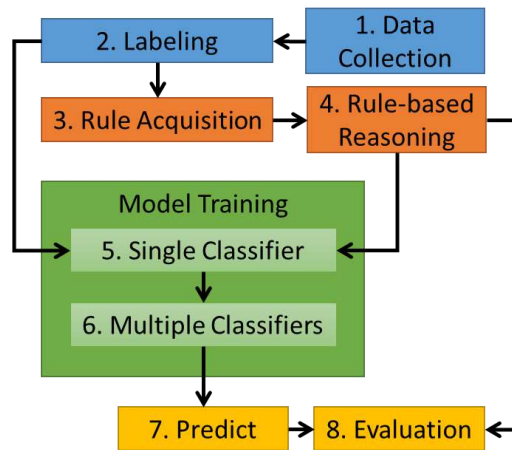 1. Data
Collection
2. Labeling
3. Rule Acquisition
4. Rule-based
Reasoning
Model Training
5. Single Classifier
6. Multiple Classifiers
7. Predict
8. Evaluation